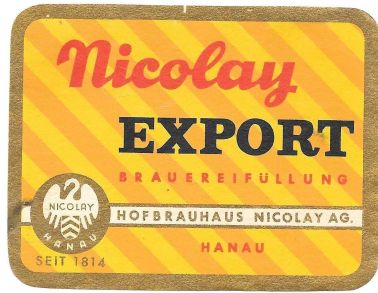 Nicolay
EXPORT
BRAUEREIFÜLLUNG
NICOLAY
HANAU
HOFBRAUHAUS NICOLAY AG.
HANAU
SEIT 1814